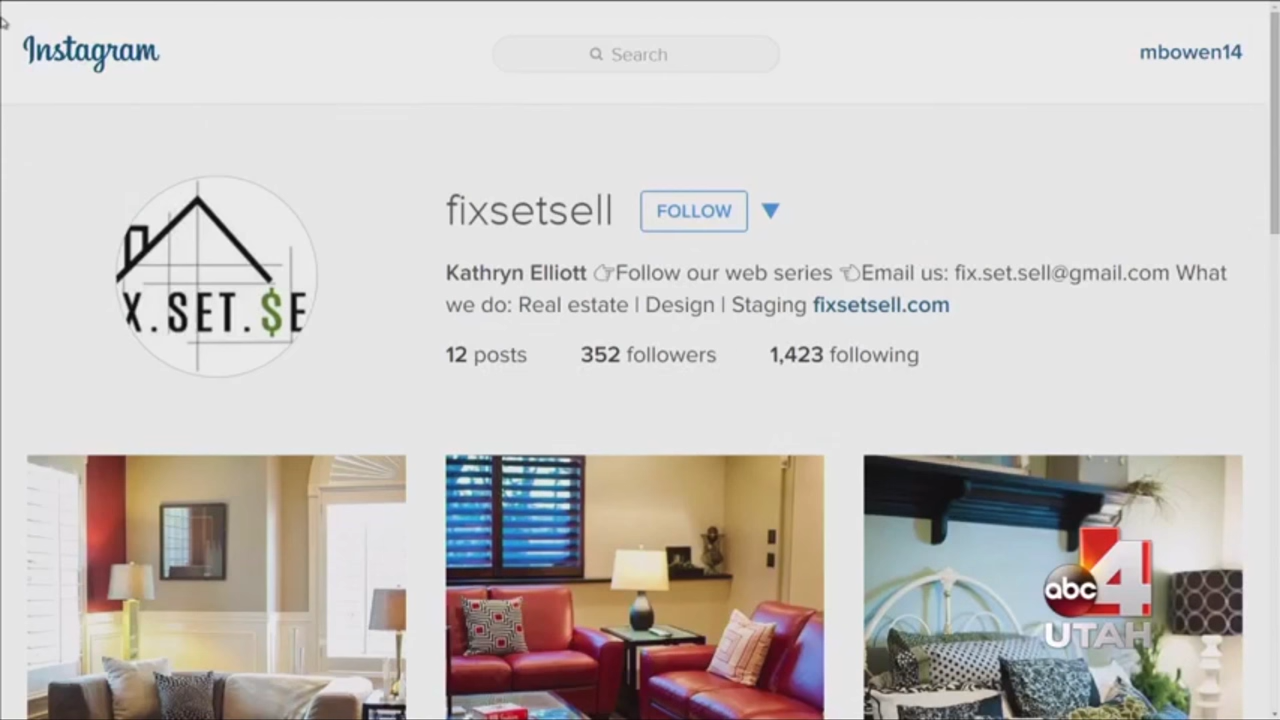 Instagram
Search
mbowen14
fixsetsell
FOLLOW
Kathryn Elliott 👉Follow our web series 👈Email us: fix.set.sell@gmail.com What
we do: Real estate | Design | Staging fixsetsell.com
12 posts 352 followers 1,423 following
X.SET.$E
abc 4
UTAH